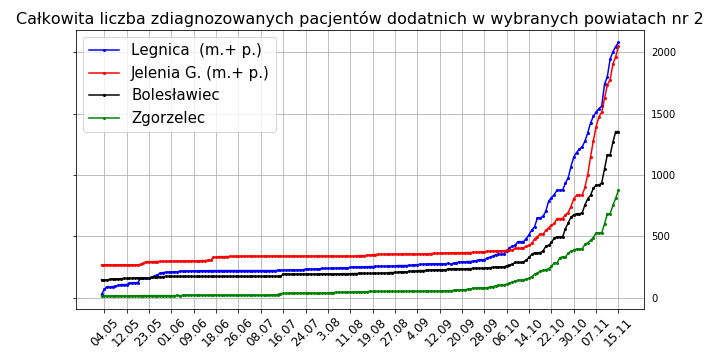 Całkowita liczba zdiagnozowanych pacjentów dodatnich w wybranych powiatach nr 2
Legnica  (m.+ p.)
Jelenia G. (m.+ p.)
Bolesławiec
Zgorzelec
2000
1500
1000
500
0
04.05 12.05 23.05 01.06 09.06 18.06 26.06 08.07 16.07 24.07 3.08 11.08 19.08 27.08 4.09 12.09 20.09 28.09 06.10 14.10 22.10 30.10 07.11 15.11